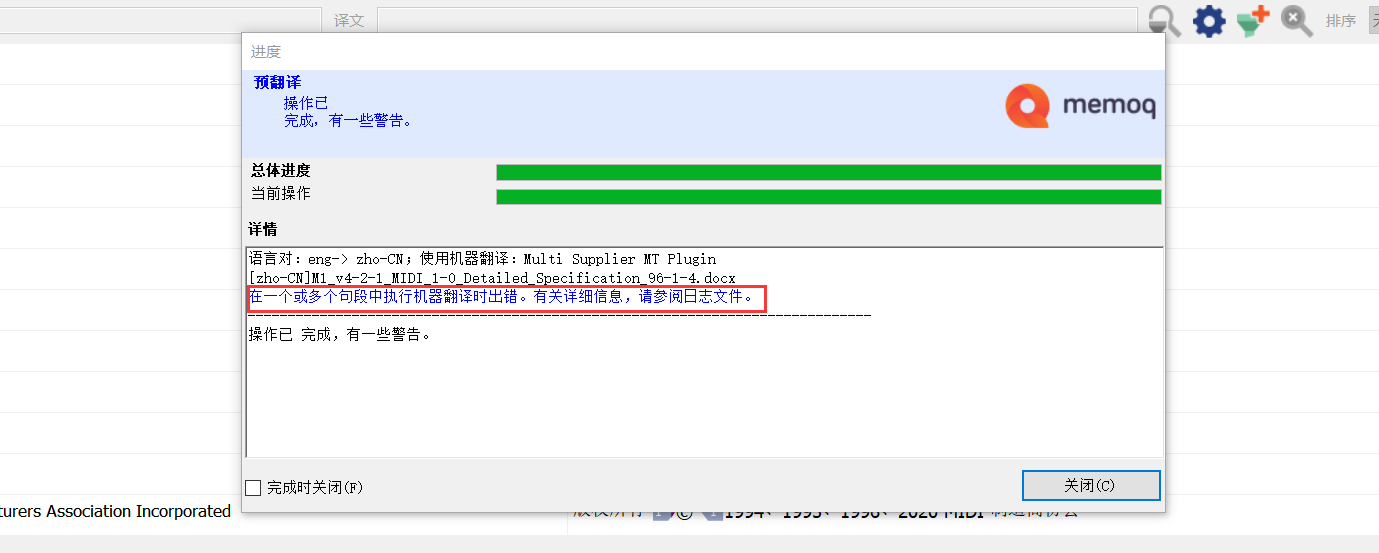 译文
排序
进度
预翻译
操作已
完成，有一些警告。
memoq
总体进度
当前操作
详情
语言对：eng-> zho-CN；使用机器翻译：Multi Supplier MT Plugin
[zho-CN]M1_v4-2-1_MIDI_1-0_Detailed_Specification_96-1-4.docx
在一个或多个句段中执行机器翻译时出错。有关详细信息，请参阅日志文件。
操作已 完成，有一些警告。
完成时关闭(F)
关闭(C)
turers Association Incorporated
版权所有 © 1994、1995、1996、2020 MIDI 制造商协会